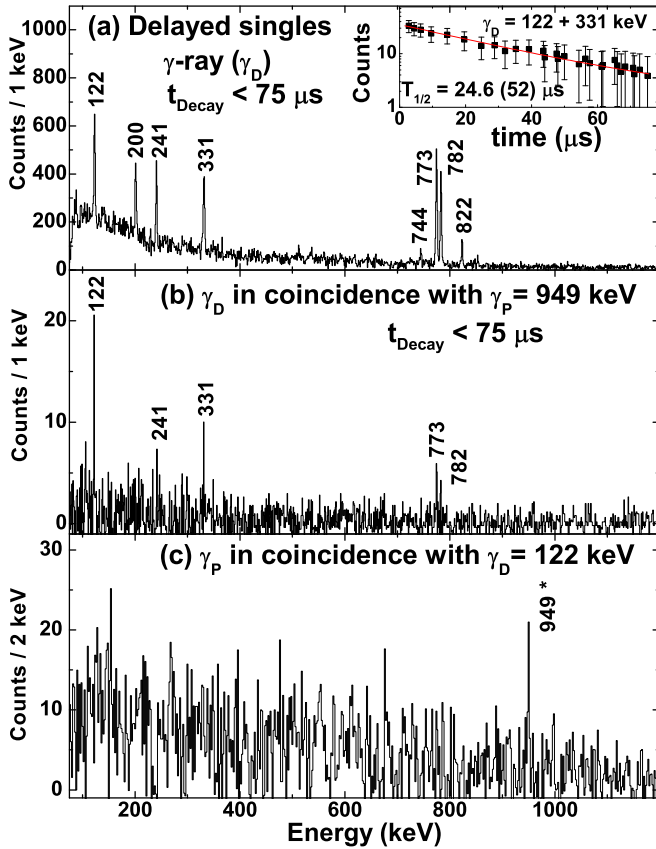 (a) Delayed singles
γ-ray (γD)
tDecay < 75 μs
Counts / 1 keV
1000
800
600
400
200
0
122
200
241
331
744
773
782
822
γD = 122 + 331 keV
T1/2 = 24.6 (52) μs
Counts
10
1
0 20 40 60 80
time (μs)
(b) γD in coincidence with γP= 949 keV
tDecay < 75 μs
Counts / 1 keV
20
10
0
122
241
331
773
782
(c) γP in coincidence with γD= 122 keV
Counts / 2 keV
30
20
10
0
949 *
200 400 600 800 1000
Energy (keV)